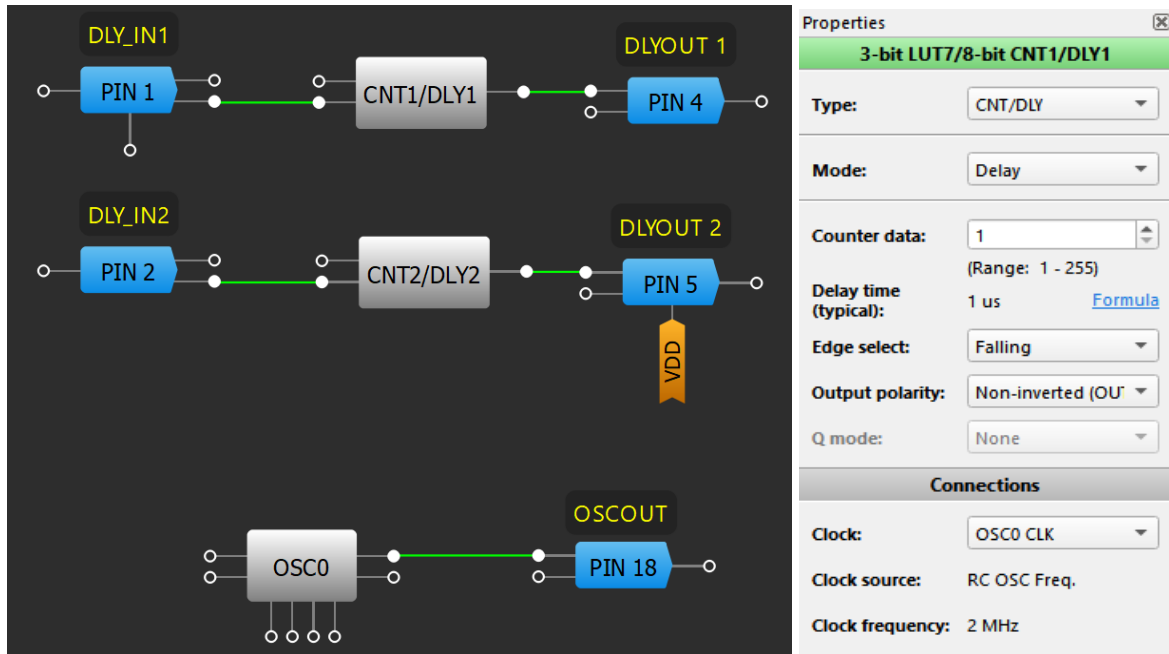 DLY_IN1
PIN 1
CNT1/DLY1
DLYOUT 1
PIN 4
DLY_IN2
PIN 2
CNT2/DLY2
DLYOUT 2
PIN 5
VDD
OSC0
OSCOUT
PIN 18
Properties
3-bit LUT7/8-bit CNT1/DLY1
Type: CNT/DLY
Mode: Delay
Counter data: 1
(Range: 1 - 255)
Delay time
(typical): 1 us Formula
Edge select: Falling
Output polarity: Non-inverted (OU
Q mode: None
Connections
Clock: OSC0 CLK
Clock source: RC OSC Freq.
Clock frequency: 2 MHz